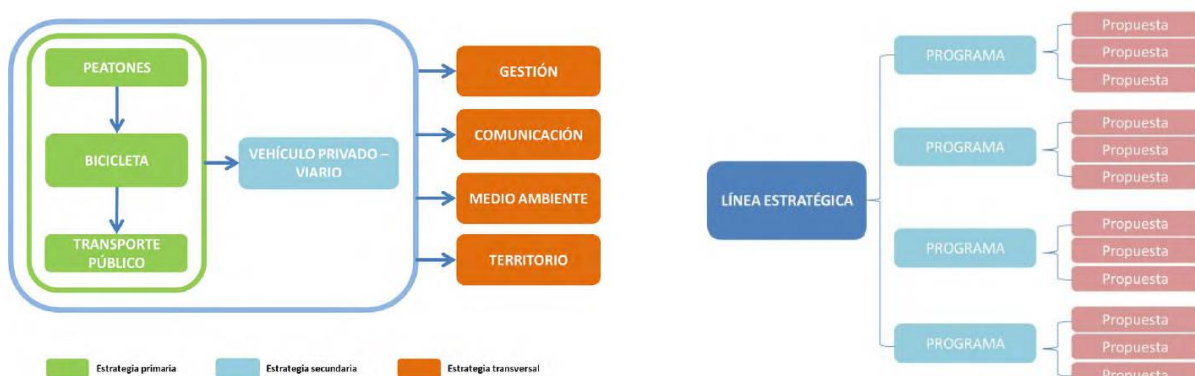 PEATONES
BICICLETA
TRANSPORTE
PÚBLICO
VEHÍCULO PRIVADO –
VIARIO
GESTIÓN
COMUNICACIÓN
MEDIO AMBIENTE
TERRITORIO
Estrategia primaria
Estrategia secundaria
Estrategia transversal
LÍNEA ESTRATÉGICA
PROGRAMA
Propuesta
Propuesta
Propuesta
PROGRAMA
Propuesta
Propuesta
Propuesta
PROGRAMA
Propuesta
Propuesta
Propuesta
PROGRAMA
Propuesta
Propuesta
Propuesta